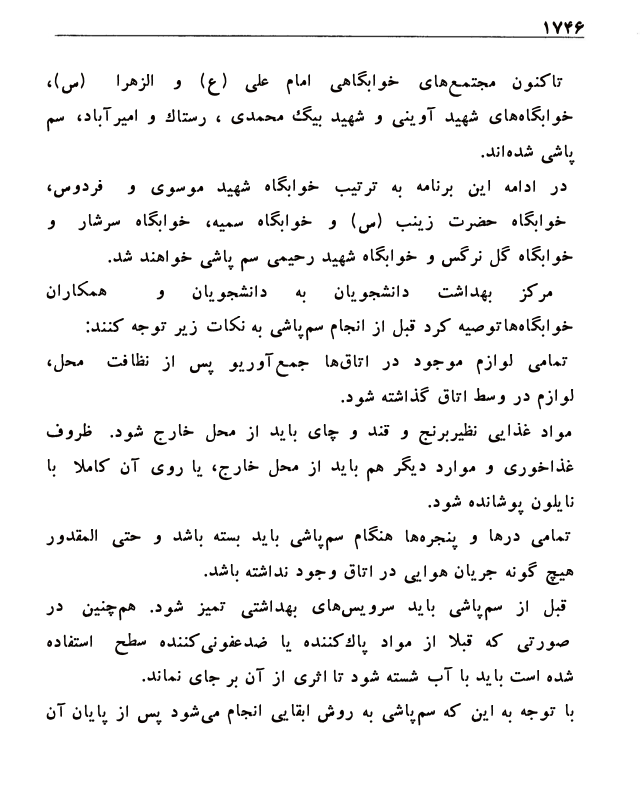 ۱۷۴۶
تاکنون مجتمع‌های خوابگاهی امام علی (ع) و الزهرا (س)،
خوابگاه‌های شهید آوینی و شهید بیگ محمدی ، رستاك و امیرآباد، سم
پاشی شده‌اند.
در ادامه این برنامه به ترتیب خوابگاه شهید موسوی و فردوس،
خوابگاه حضرت زینب (س) و خوابگاه سمیه، خوابگاه سرشار و
خوابگاه گل نرگس و خوابگاه شهید رحیمی سم پاشی خواهند شد.
مرکز بهداشت دانشجویان به دانشجویان و همکاران
خوابگاه‌هاتوصیه کرد قبل از انجام سم‌پاشی به نکات زیر توجه کنند:
تمامی لوازم موجود در اتاق‌ها جمع‌آوریو پس از نظافت محل،
لوازم در وسط اتاق گذاشته شود.
مواد غذایی نظیربرنج و قند و چای باید از محل خارج شود. ظروف
غذاخوری و موارد دیگر هم باید از محل خارج، یا روی آن کاملا با
نایلون پوشانده شود.
تمامی درها و پنجره‌ها هنگام سم‌پاشی باید بسته باشد و حتی المقدور
هیچ گونه جریان هوایی در اتاق وجود نداشته باشد.
قبل از سم‌پاشی باید سرویس‌های بهداشتی تمیز شود. هم‌چنین در
صورتی که قبلا از مواد پاك‌کننده یا ضدعفونی‌کننده سطح استفاده
شده است باید با آب شسته شود تا اثری از آن بر جای نماند.
با توجه به این که سم‌پاشی به روش ابقایی انجام می‌شود پس از پایان آن